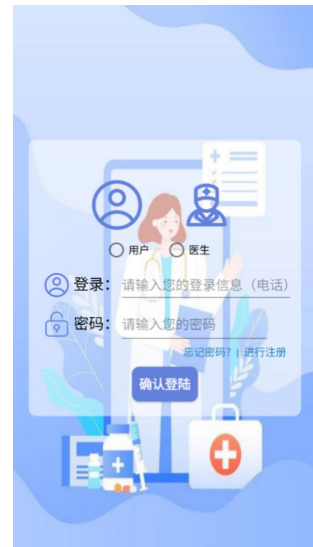 用户 医生
登录： 请输入您的登录信息（电话）
密码： 请输入您的密码
忘记密码？| 进行注册
确认登陆